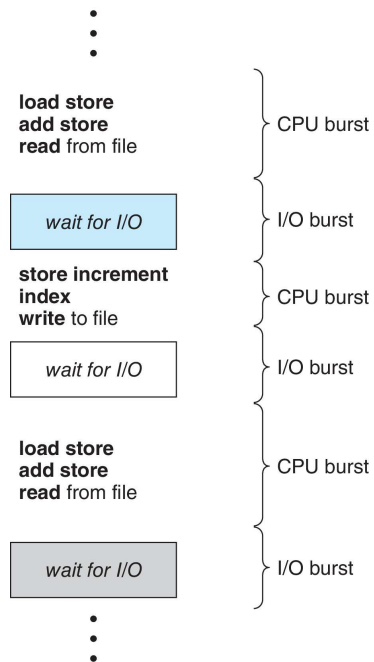 load store
add store
read from file
CPU burst
wait for I/O
I/O burst
store increment
index
write to file
CPU burst
wait for I/O
I/O burst
load store
add store
read from file
CPU burst
wait for I/O
I/O burst